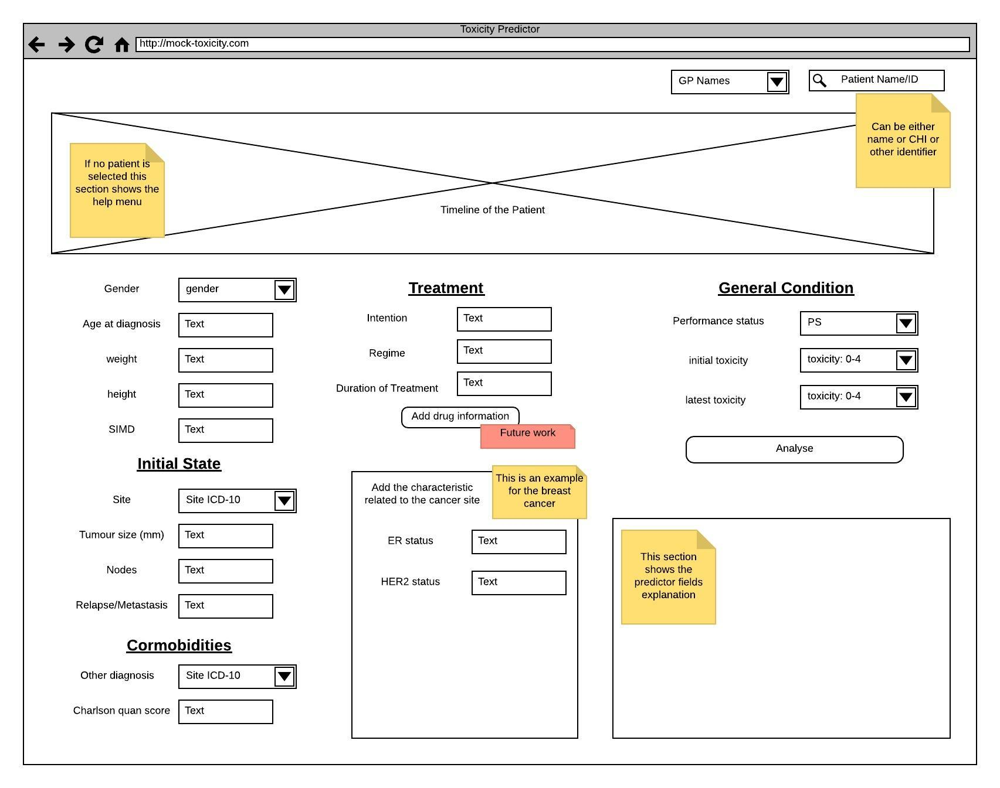 Toxicity Predictor
http://mock-toxicity.com
GP Names
Patient Name/ID
Can be either
name or CHI or
other identifier
If no patient is
selected this
section shows the
help menu
Timeline of the Patient
Gender
gender
Age at diagnosis
Text
weight
Text
height
Text
SIMD
Text
Initial State
Site
Site ICD-10
Tumour size (mm)
Text
Nodes
Text
Relapse/Metastasis
Text
Cormobidities
Other diagnosis
Site ICD-10
Charlson quan score
Text
Treatment
Intention
Text
Regime
Text
Duration of Treatment
Text
Add drug information
Future work
Add the characteristic
related to the cancer site
This is an example
for the breast
cancer
ER status
Text
HER2 status
Text
General Condition
Performance status
PS
initial toxicity
toxicity: 0-4
latest toxicity
toxicity: 0-4
Analyse
This section
shows the
predictor fields
explanation